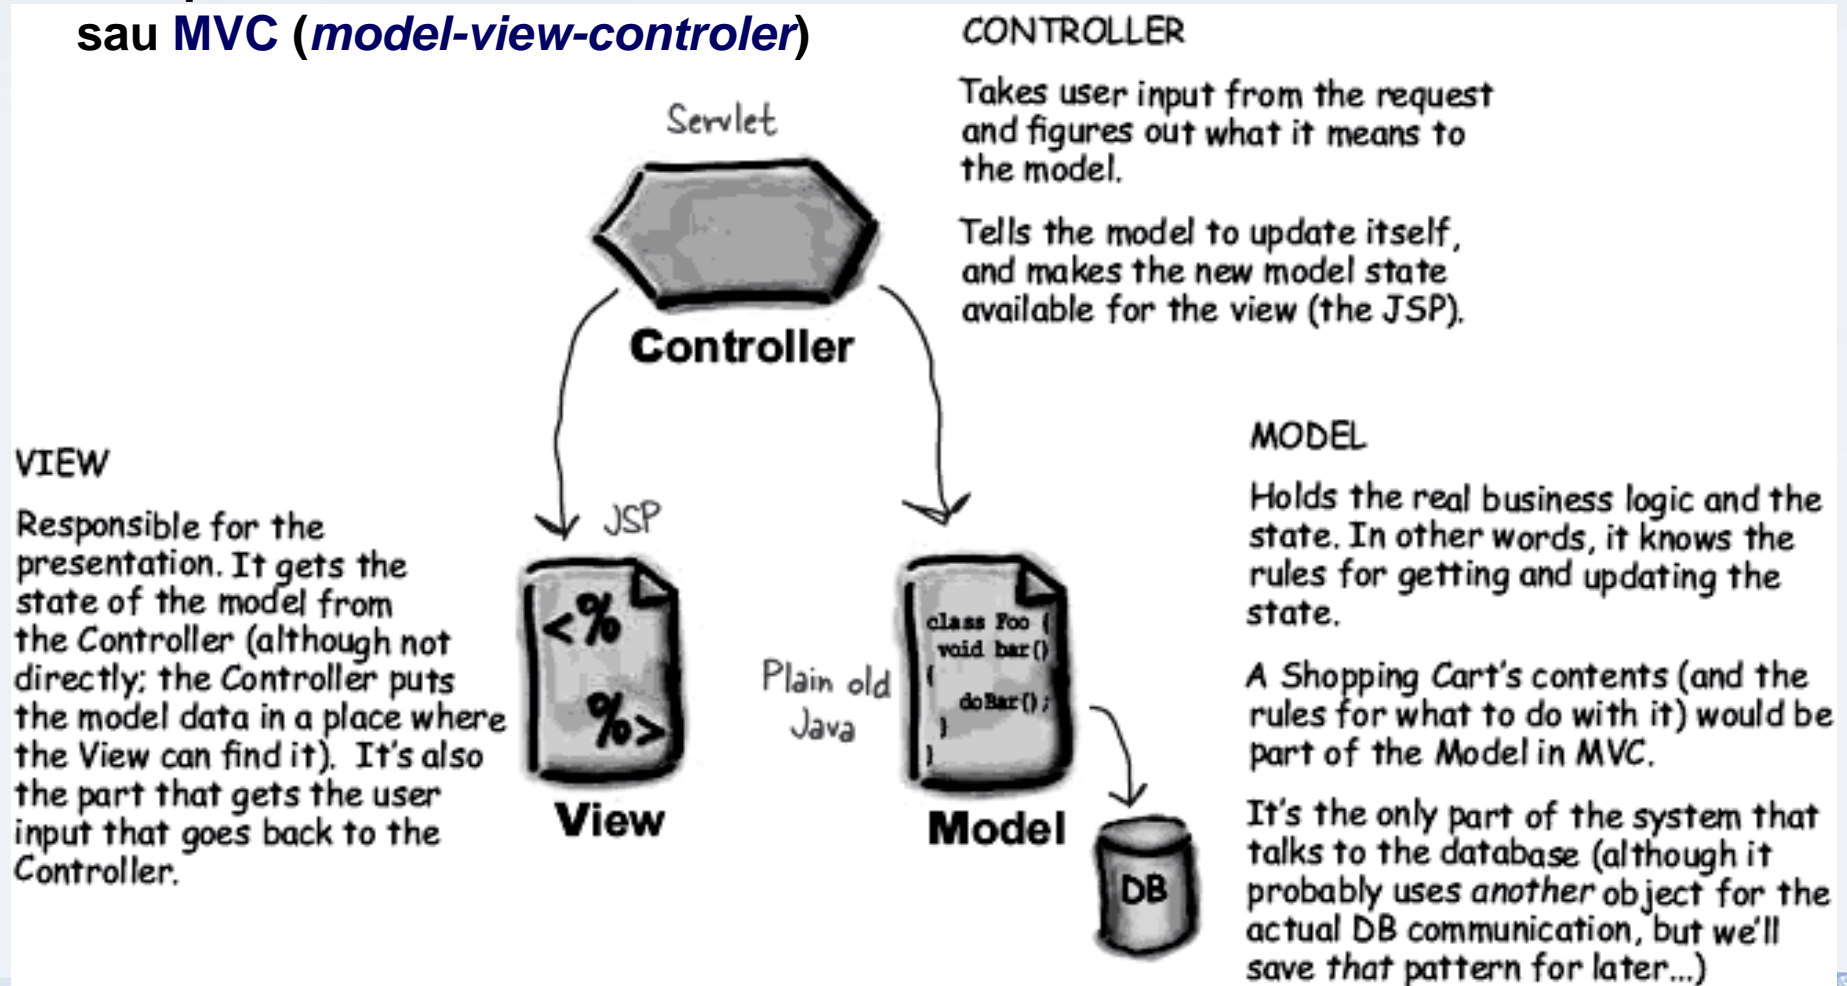 sau MVC (model-view-controler)
CONTROLLER
Takes user input from the request
and figures out what it means to
the model.
Tells the model to update itself,
and makes the new model state
available for the view (the JSP).
Servlet
Controller
VIEW
Responsible for the
presentation. It gets the
state of the model from
the Controller (although not
directly; the Controller puts
the model data in a place where
the View can find it). It's also
the part that gets the user
input that goes back to the
Controller.
JSP
<%
%>
View
Plain old
Java
class Foo {
void bar()
{
doBar();
}
}
Model
DB
MODEL
Holds the real business logic and the
state. In other words, it knows the
rules for getting and updating the
state.
A Shopping Cart's contents (and the
rules for what to do with it) would be
part of the Model in MVC.
It's the only part of the system that
talks to the database (although it
probably uses another object for the
actual DB communication, but we'll
save that pattern for later...)